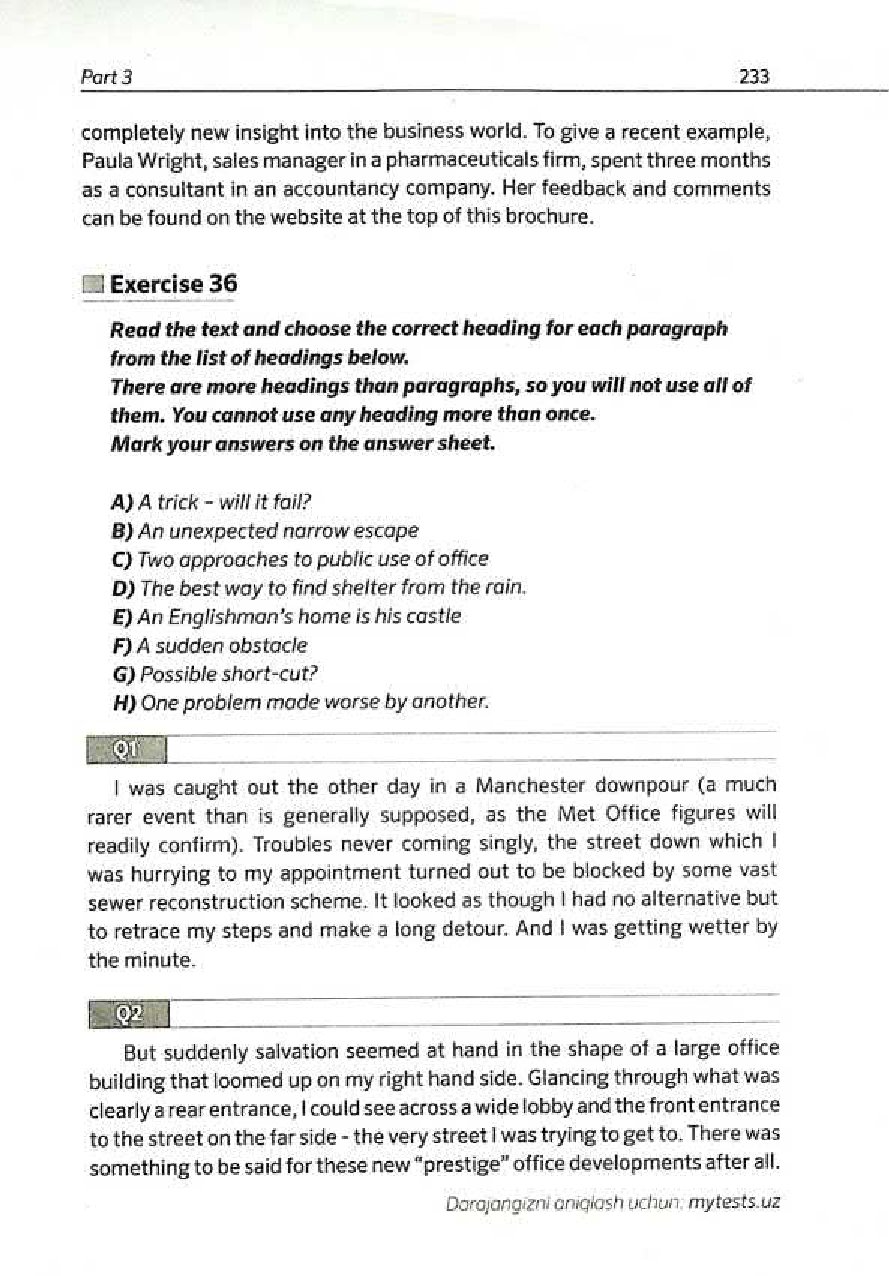 Part 3 233
completely new insight into the business world. To give a recent example,
Paula Wright, sales manager in a pharmaceuticals firm, spent three months
as a consultant in an accountancy company. Her feedback and comments
can be found on the website at the top of this brochure.
Exercise 36
Read the text and choose the correct heading for each paragraph
from the list of headings below.
There are more headings than paragraphs, so you will not use all of
them. You cannot use any heading more than once.
Mark your answers on the answer sheet.
A) A trick – will it fail?
B) An unexpected narrow escape
C) Two approaches to public use of office
D) The best way to find shelter from the rain.
E) An Englishman's home is his castle
F) A sudden obstacle
G) Possible short-cut?
H) One problem made worse by another.
Q1
I was caught out the other day in a Manchester downpour (a much
rarer event than is generally supposed, as the Met Office figures will
readily confirm). Troubles never coming singly, the street down which I
was hurrying to my appointment turned out to be blocked by some vast
sewer reconstruction scheme. It looked as though I had no alternative but
to retrace my steps and make a long detour. And I was getting wetter by
the minute.
Q2
But suddenly salvation seemed at hand in the shape of a large office
building that loomed up on my right hand side. Glancing through what was
clearly a rear entrance, I could see across a wide lobby and the front entrance
to the street on the far side - the very street I was trying to get to. There was
something to be said for these new "prestige" office developments after all.
Darajangizni aniqlash uchun: mytests.uz